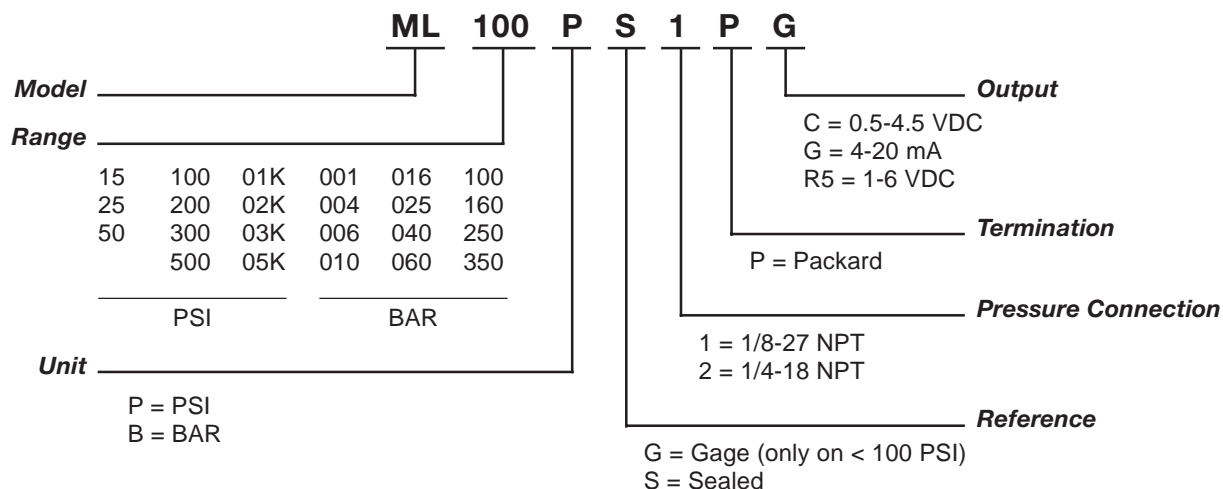 ML 100 P S 1 P G
Model
Output
C = 0.5-4.5 VDC
G = 4-20 mA
R5 = 1-6 VDC
Range
15 100 01K 001 016 100
25 200 02K 004 025 160
50 300 03K 006 040 250
500 05K 010 060 350
PSI BAR
Termination
P = Packard
Pressure Connection
1 = 1/8-27 NPT
2 = 1/4-18 NPT
Unit
P = PSI
B = BAR
Reference
G = Gage (only on < 100 PSI)
S = Sealed